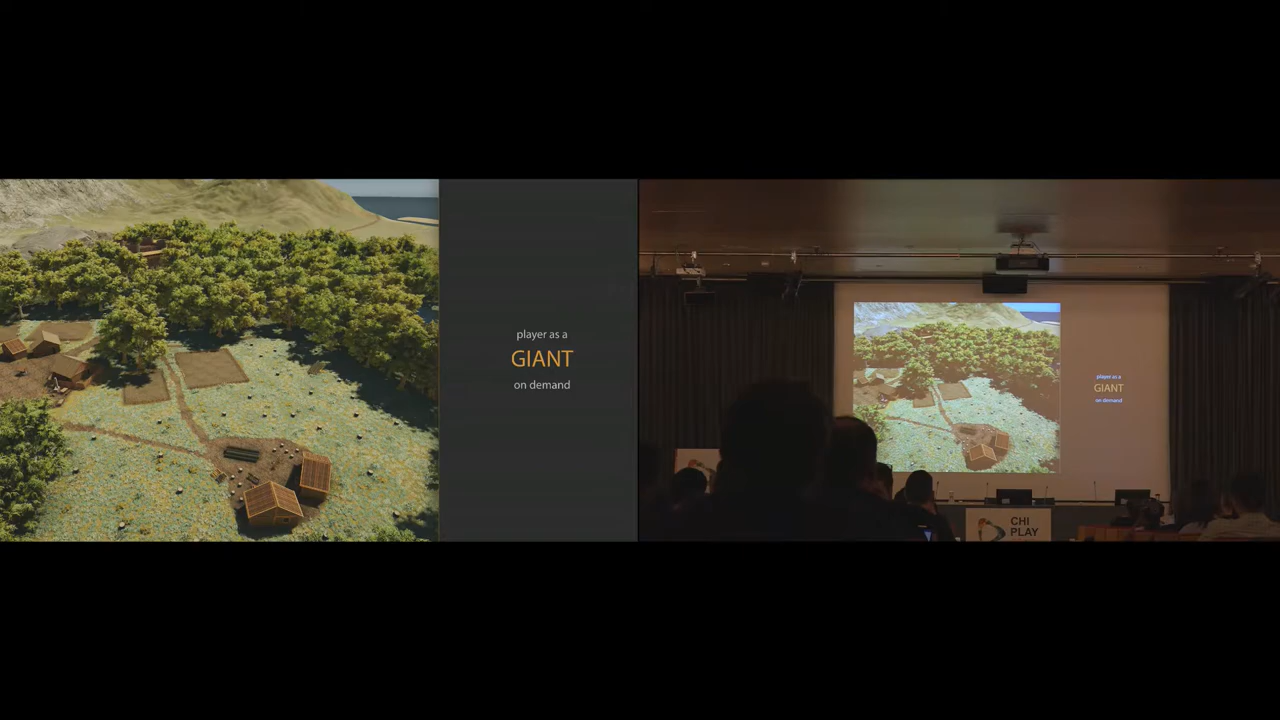 player as a
GIANT
on demand
player as a
GIANT
on demand
CHI
PLAY